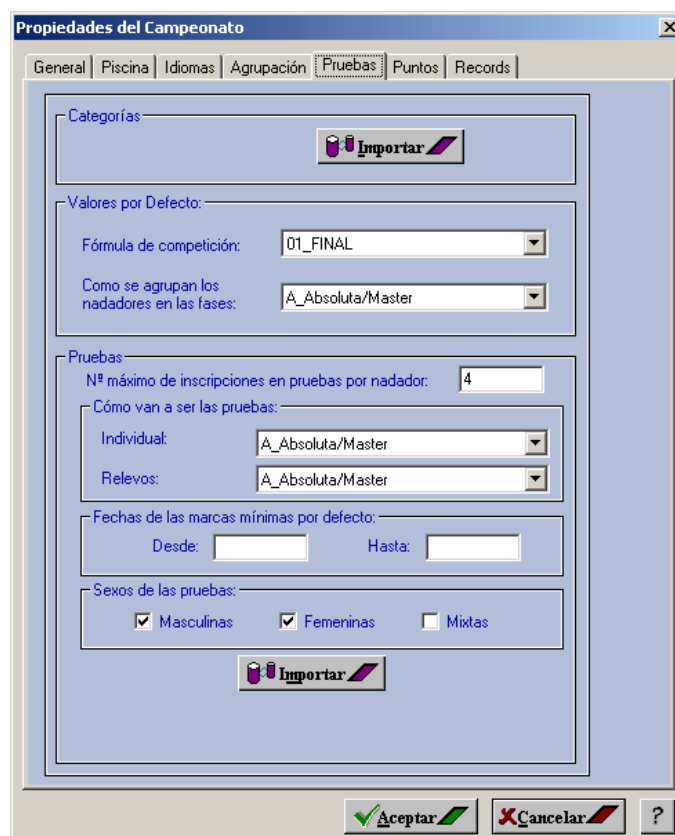 Propiedades del Campeonato
General Piscina Idiomas Agrupación Pruebas Puntos Records
Categorías
Importar
Valores por Defecto:
Fórmula de competición: 01_FINAL
Como se agrupan los
nadadores en las fases: A_Absoluta/Master
Pruebas
Nº máximo de inscripciones en pruebas por nadador: 4
Cómo van a ser las pruebas:
Individual: A_Absoluta/Master
Relevos: A_Absoluta/Master
Fechas de las marcas mínimas por defecto:
Desde: Hasta:
Sexos de las pruebas:
Masculinas Femeninas Mixtas
Importar
Aceptar Cancelar ?